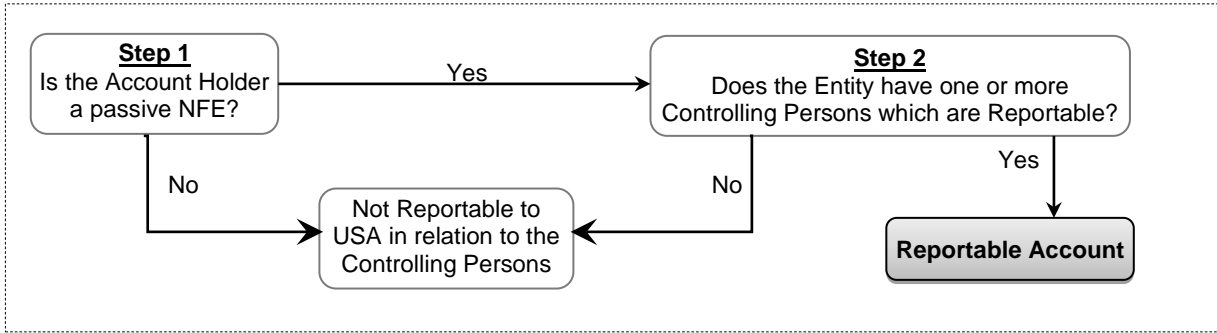 Step 1
Is the Account Holder
a passive NFE?
Yes
Step 2
Does the Entity have one or more
Controlling Persons which are Reportable?
No
Not Reportable to
USA in relation to the
Controlling Persons
No
Yes
Reportable Account